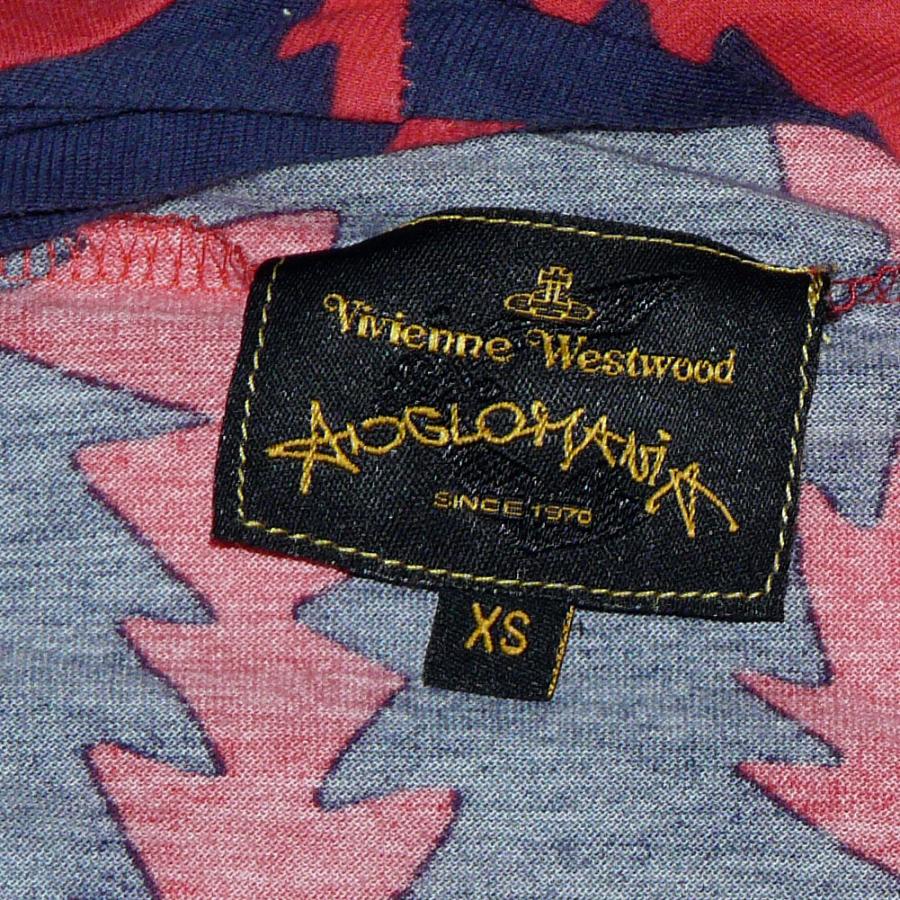 Vivienne Westwood
ANGLOMANiA
SINCE 1970
XS